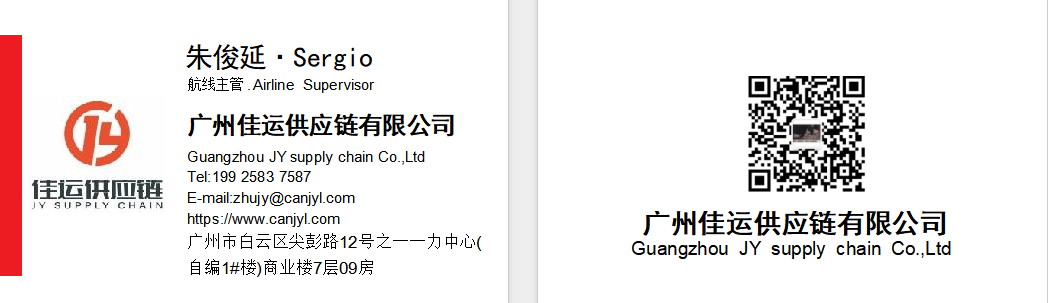 朱俊延·Sergio
航线主管.Airline Supervisor
佳运供应链
JY SUPPLY CHAIN
广州佳运供应链有限公司
Guangzhou JY supply chain Co.,Ltd
Tel:199 2583 7587
E-mail:zhujy@canjyl.com
https://www.canjyl.com
广州市白云区尖彭路12号之一一力中心(
自编1#楼)商业楼7层09房
广州佳运供应链有限公司
Guangzhou JY supply chain Co.,Ltd